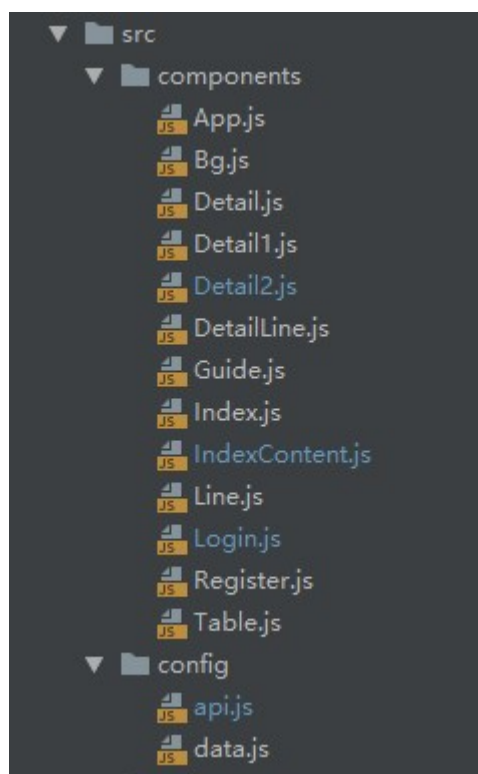 src
components
App.js
Bg.js
Detail.js
Detail1.js
Detail2.js
DetailLine.js
Guide.js
Index.js
IndexContent.js
Line.js
Login.js
Register.js
Table.js
config
api.js
data.js